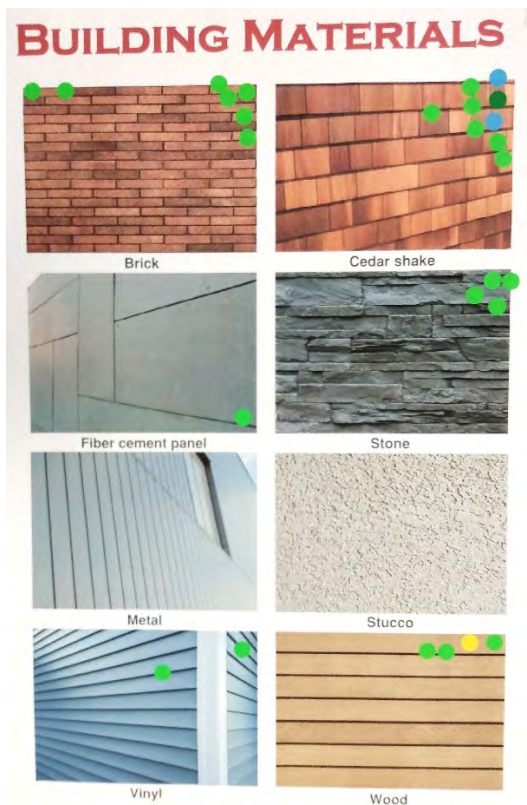 BUILDING MATERIALS
Brick
Cedar shake
Fiber cement panel
Stone
Metal
Stucco
Vinyl
Wood